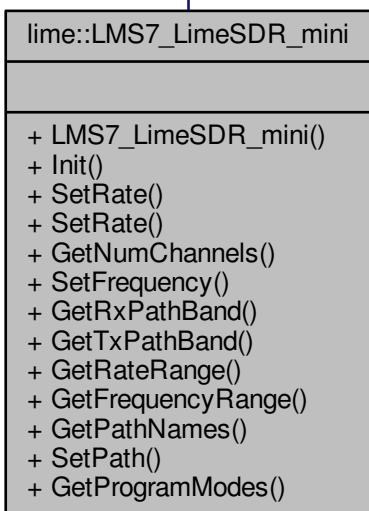 lime::LMS7_LimeSDR_mini
+ LMS7_LimeSDR_mini()
+ Init()
+ SetRate()
+ SetRate()
+ GetNumChannels()
+ SetFrequency()
+ GetRxPathBand()
+ GetTxPathBand()
+ GetRateRange()
+ GetFrequencyRange()
+ GetPathNames()
+ SetPath()
+ GetProgramModes()